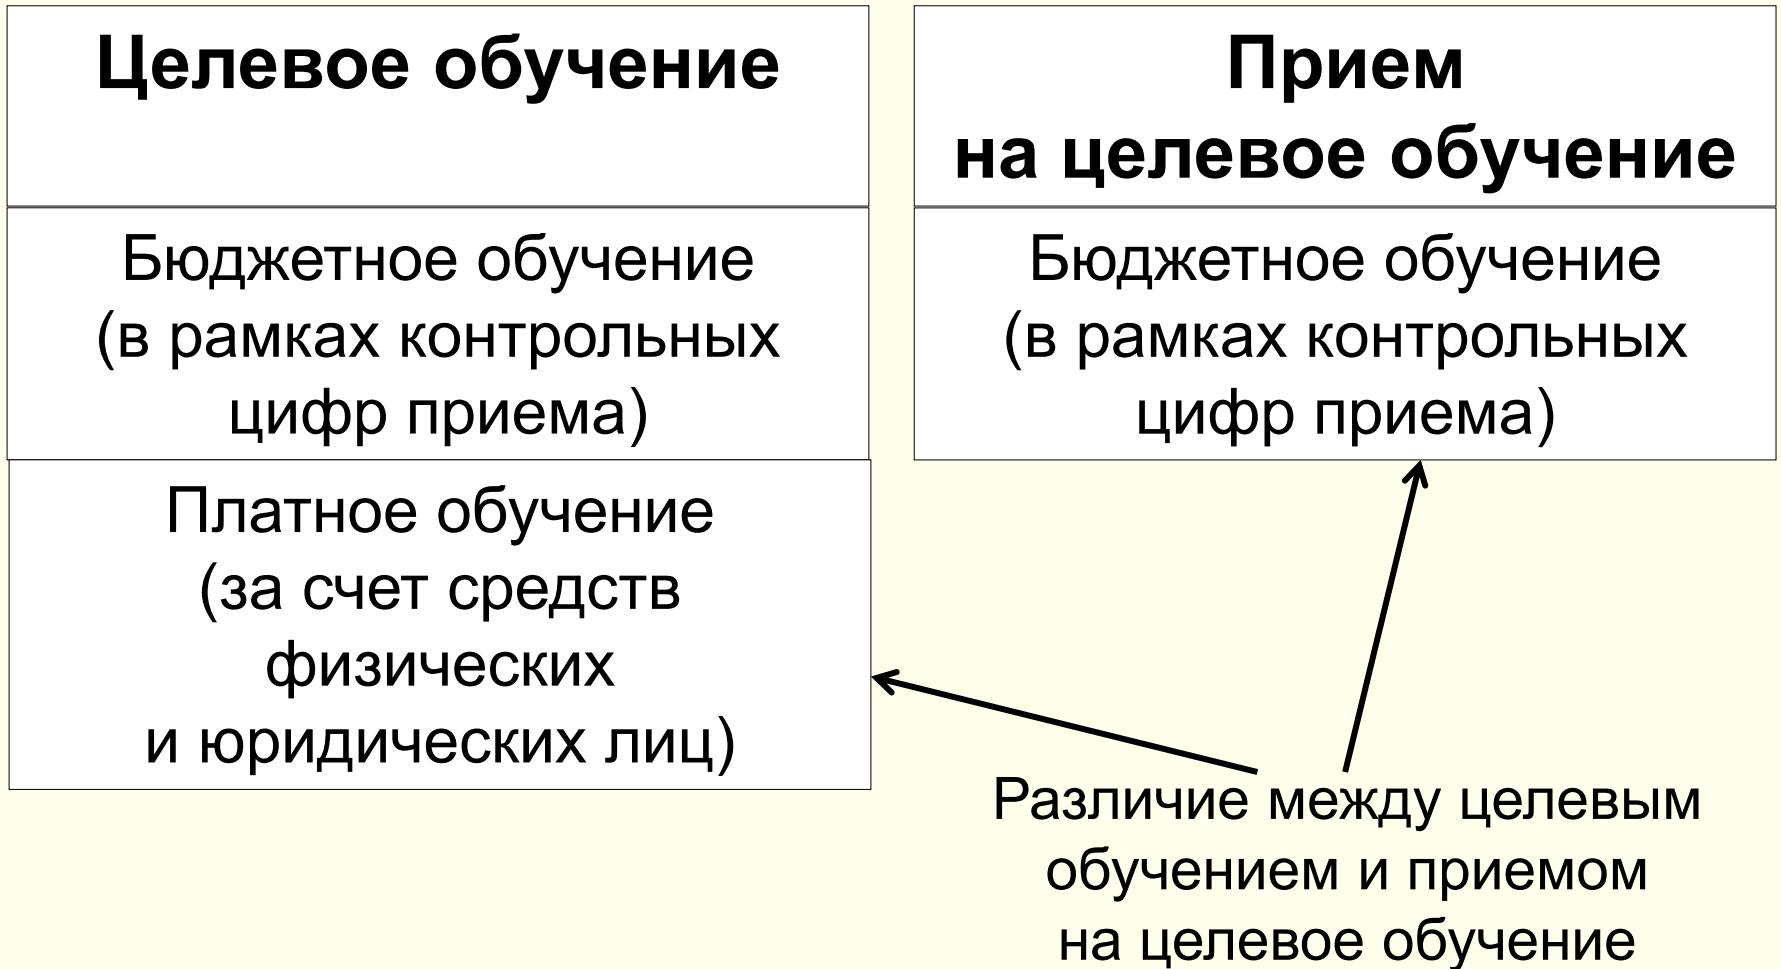 Целевое обучение
Прием
на целевое обучение
Бюджетное обучение
(в рамках контрольных
цифр приема)
Бюджетное обучение
(в рамках контрольных
цифр приема)
Платное обучение
(за счет средств
физических
и юридических лиц)
Различие между целевым
обучением и приемом
на целевое обучение